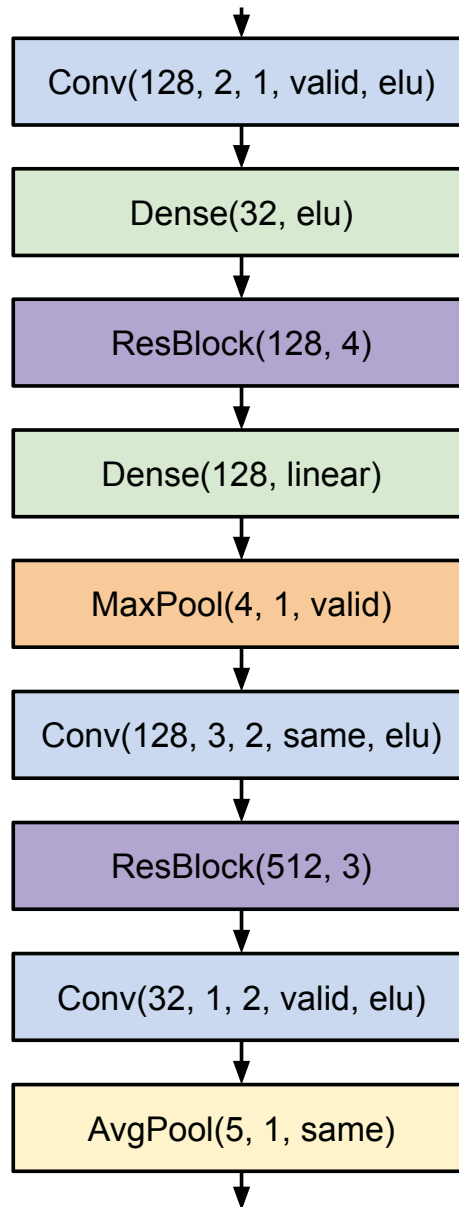 Conv(128, 2, 1, valid, elu)
Dense(32, elu)
ResBlock(128, 4)
Dense(128, linear)
MaxPool(4, 1, valid)
Conv(128, 3, 2, same, elu)
ResBlock(512, 3)
Conv(32, 1, 2, valid, elu)
AvgPool(5, 1, same)